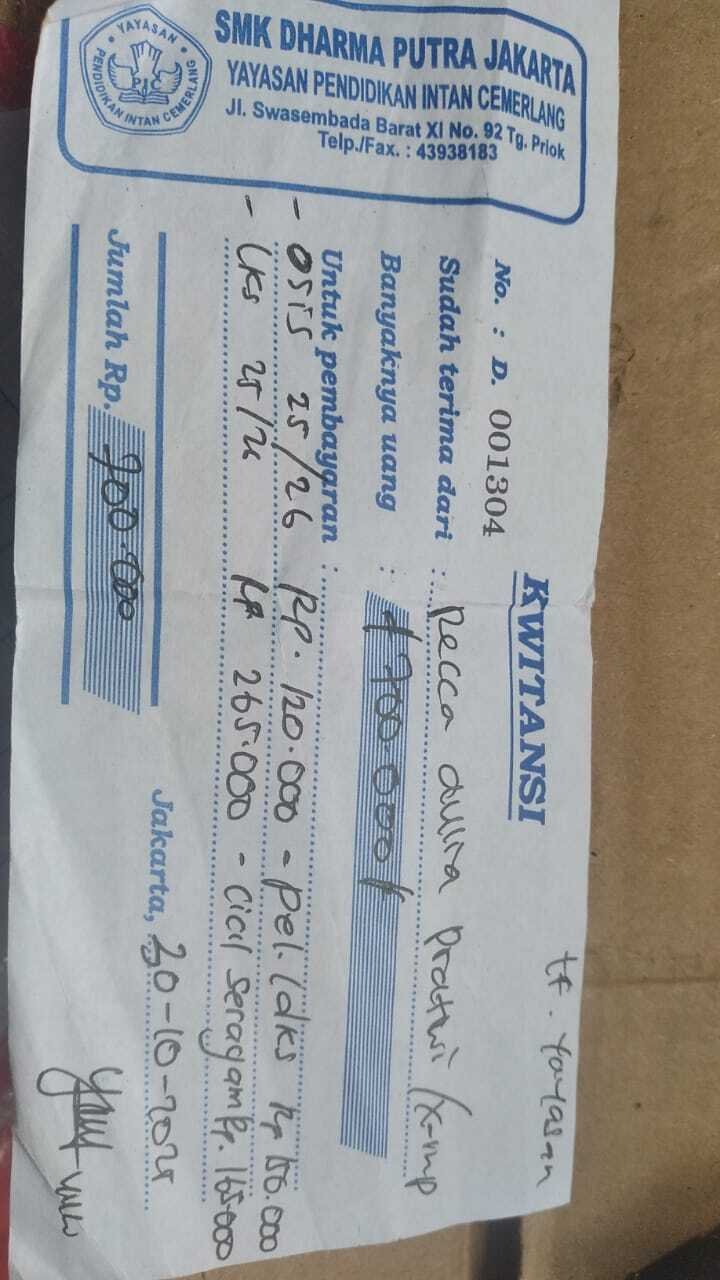 YAYASAN
PENDIDIKAN INTAN CEMERLANG
SMK DHARMA PUTRA JAKARTA
YAYASAN PENDIDIKAN INTAN CEMERLANG
Jl. Swasembada Barat XI No. 92 Tg. Priok
Telp./Fax. : 43938183
tf. Yayasan
KWITANSI
No. : D. 001304
Sudah terima dari : Recca Aulira Pratiwi /X-mp
Banyaknya uang : # 700.000 #
Untuk pembayaran :
- OSIS 25/26 Rp. 120.000 - Pel. ldks Rp 150.000
- LKS 25/26 Rp 265.000 - Cicil Seragam Rp. 165.000
Jakarta, 20-10-2025
Jumlah Rp. 700.000